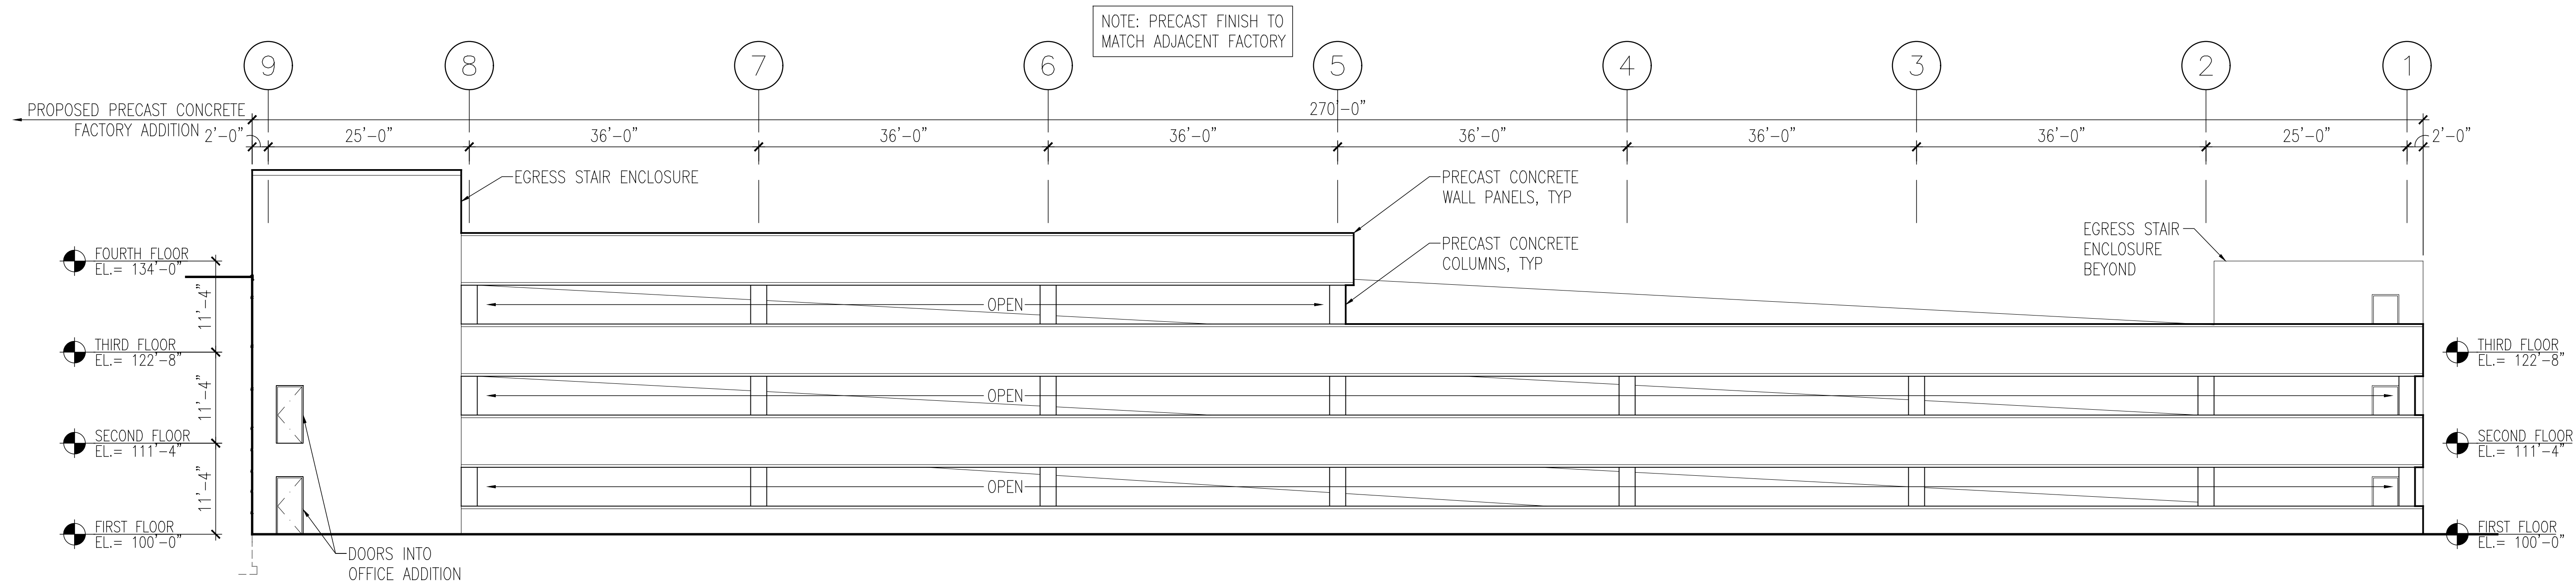 NOTE: PRECAST FINISH TO
MATCH ADJACENT FACTORY
9 8 7 6 5 4 3 2 1
PROPOSED PRECAST CONCRETE
FACTORY ADDITION
270'-0"
2'-0" 25'-0" 36'-0" 36'-0" 36'-0" 36'-0" 36'-0" 36'-0" 25'-0" 2'-0"
EGRESS STAIR ENCLOSURE
PRECAST CONCRETE
WALL PANELS, TYP
PRECAST CONCRETE
COLUMNS, TYP
EGRESS STAIR
ENCLOSURE
BEYOND
FOURTH FLOOR
EL.= 134'-0"
11'-4"
OPEN
THIRD FLOOR
EL.= 122'-8"
THIRD FLOOR
EL.= 122'-8"
11'-4"
OPEN
SECOND FLOOR
EL.= 111'-4"
SECOND FLOOR
EL.= 111'-4"
11'-4"
OPEN
FIRST FLOOR
EL.= 100'-0"
FIRST FLOOR
EL.= 100'-0"
DOORS INTO
OFFICE ADDITION